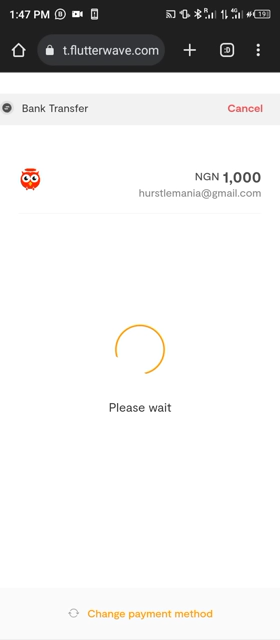 1:47 PM
t.flutterwave.com
:D
Bank Transfer
Cancel
NGN 1,000
hurstlemania@gmail.com
Please wait
Change payment method